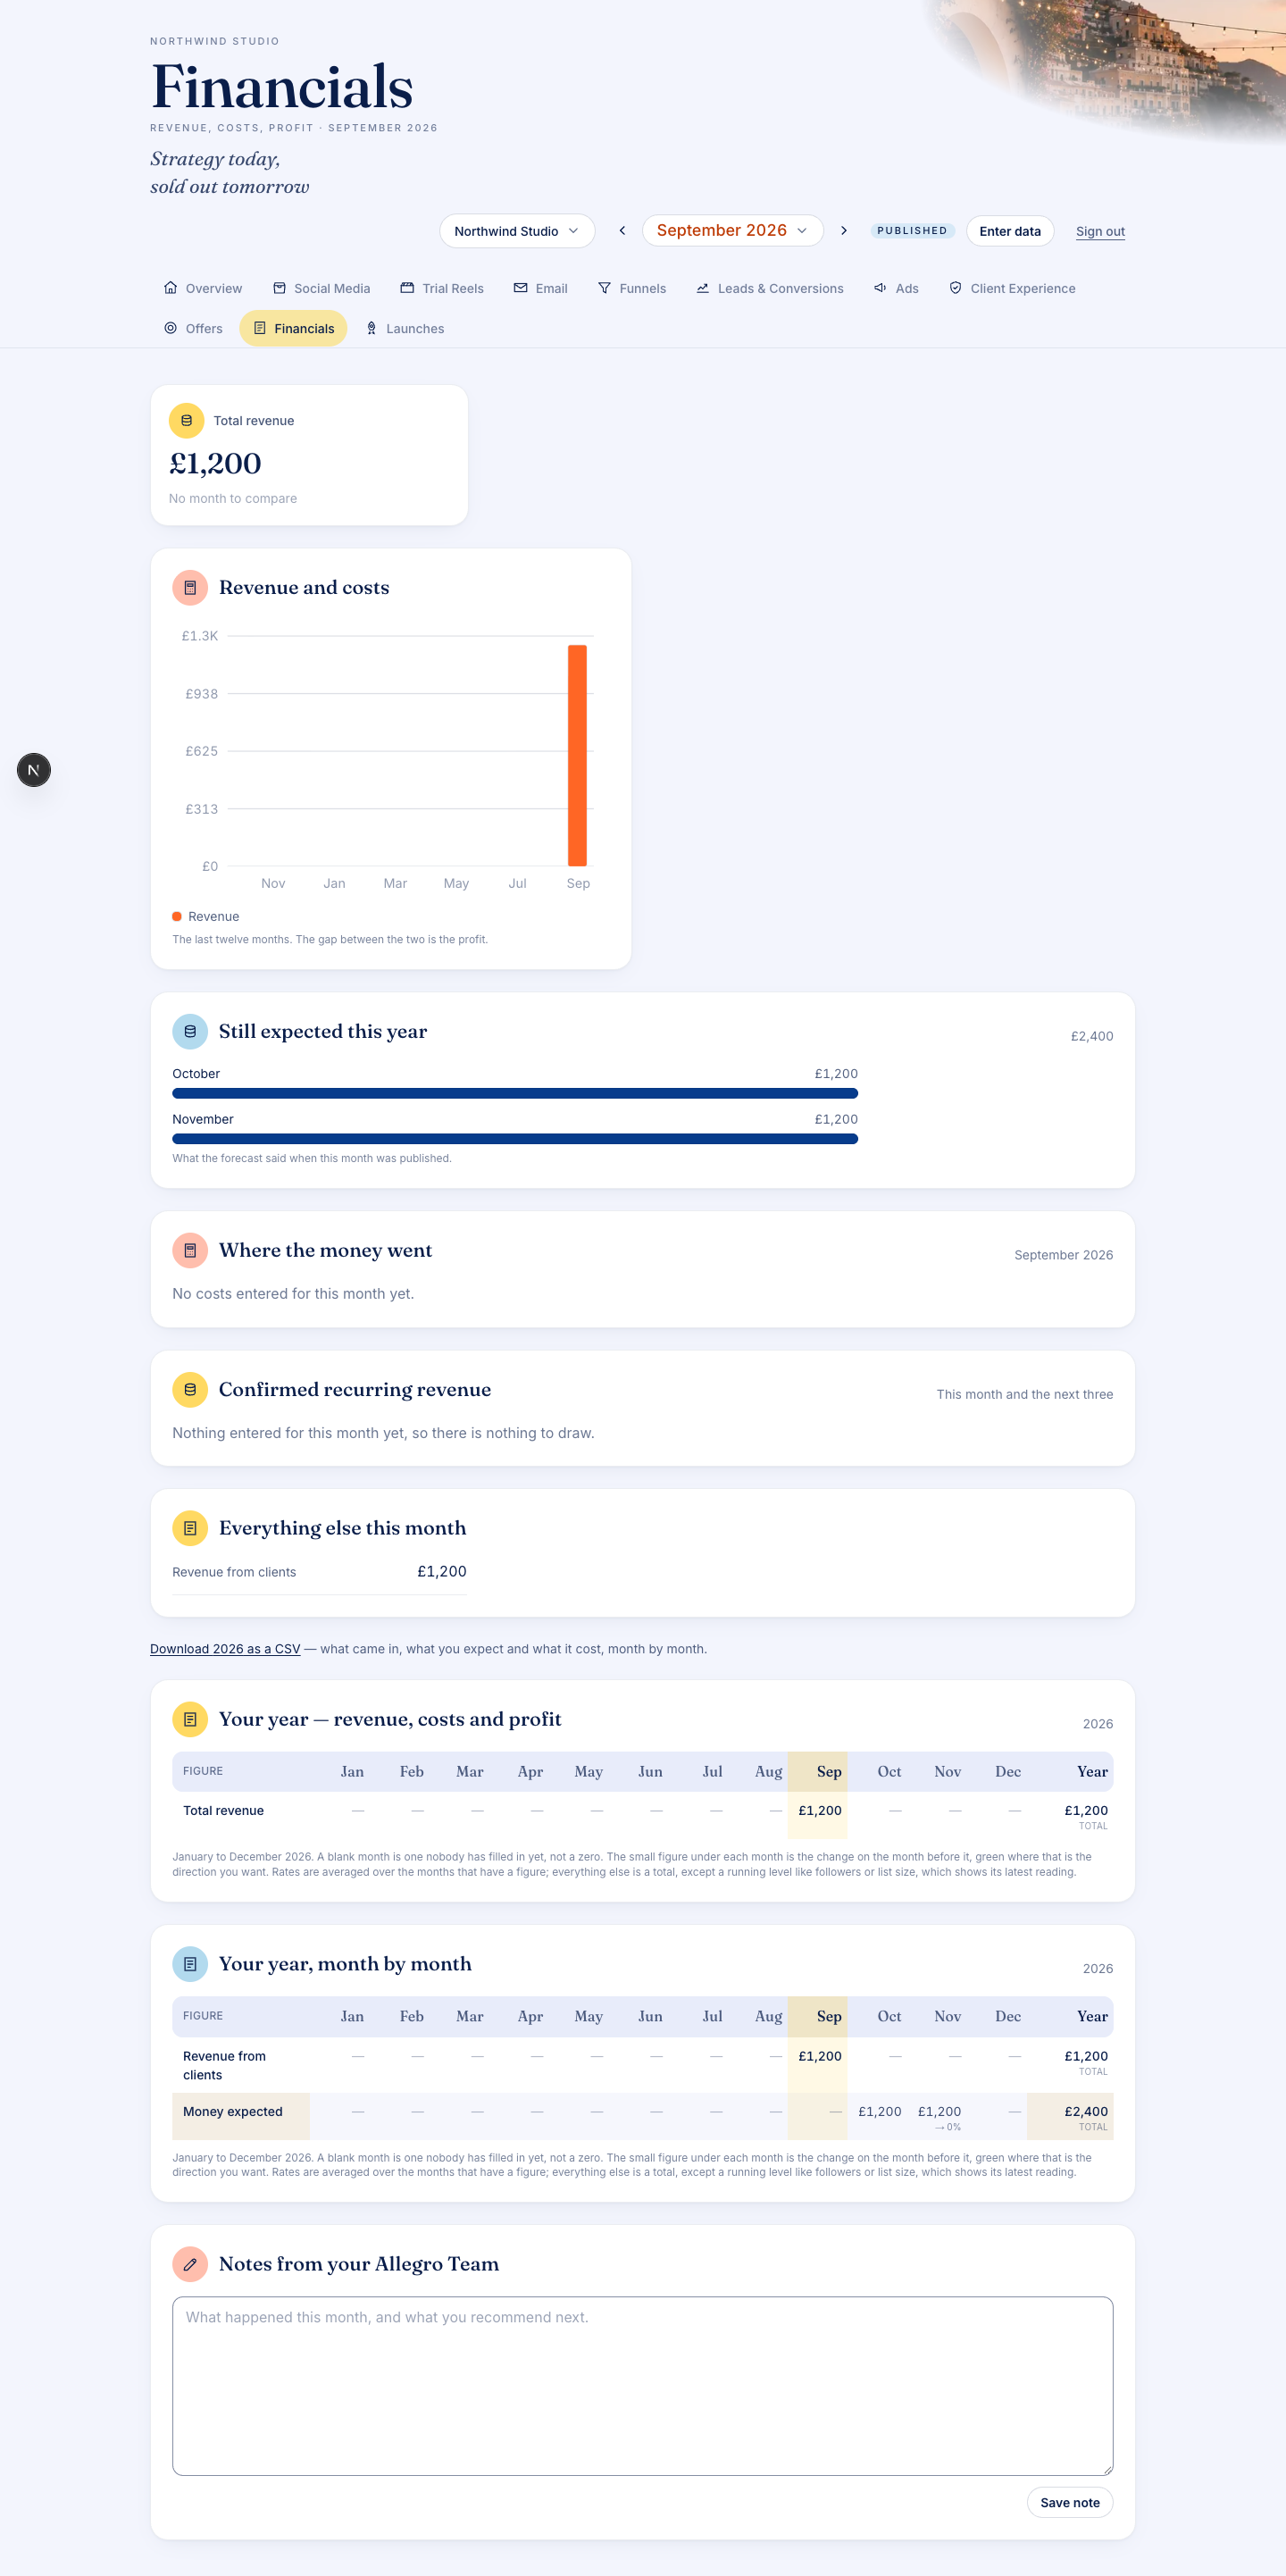 NORTHWIND STUDIO
Financials
REVENUE, COSTS, PROFIT · SEPTEMBER 2026
Strategy today,
sold out tomorrow
Northwind Studio
September 2026
PUBLISHED
Enter data
Sign out
Overview
Social Media
Trial Reels
Email
Funnels
Leads & Conversions
Ads
Client Experience
Offers
Financials
Launches
Total revenue
£1,200
No month to compare
Revenue and costs
£1.3K
£938
£625
£313
£0
Nov Jan Mar May Jul Sep
Revenue
The last twelve months. The gap between the two is the profit.
Still expected this year
£2,400
October £1,200
November £1,200
What the forecast said when this month was published.
Where the money went
September 2026
No costs entered for this month yet.
Confirmed recurring revenue
This month and the next three
Nothing entered for this month yet, so there is nothing to draw.
Everything else this month
Revenue from clients £1,200
Download 2026 as a CSV — what came in, what you expect and what it cost, month by month.
Your year — revenue, costs and profit
2026
FIGURE Jan Feb Mar Apr May Jun Jul Aug Sep Oct Nov Dec Year
Total revenue — — — — — — — — £1,200 — — — £1,200
TOTAL
January to December 2026. A blank month is one nobody has filled in yet, not a zero. The small figure under each month is the change on the month before it, green where that is the
direction you want. Rates are averaged over the months that have a figure; everything else is a total, except a running level like followers or list size, which shows its latest reading.
Your year, month by month
2026
FIGURE Jan Feb Mar Apr May Jun Jul Aug Sep Oct Nov Dec Year
Revenue from — — — — — — — — £1,200 — — — £1,200
clients TOTAL
Money expected — — — — — — — — — £1,200 £1,200 — £2,400
→ 0% TOTAL
January to December 2026. A blank month is one nobody has filled in yet, not a zero. The small figure under each month is the change on the month before it, green where that is the
direction you want. Rates are averaged over the months that have a figure; everything else is a total, except a running level like followers or list size, which shows its latest reading.
Notes from your Allegro Team
What happened this month, and what you recommend next.
Save note